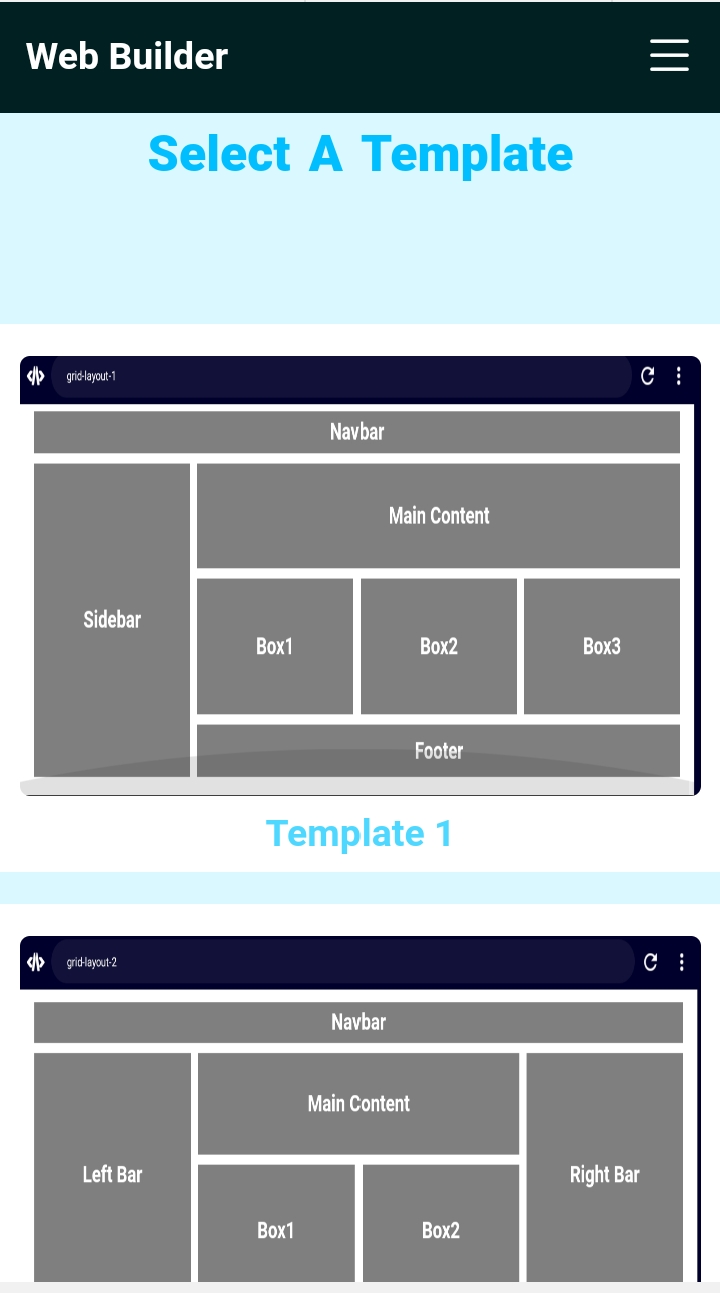 Web Builder
Select A Template
grid-layout-1
Navbar
Main Content
Sidebar
Box1 Box2 Box3
Footer
Template 1
grid-layout-2
Navbar
Main Content
Left Bar
Right Bar
Box1 Box2